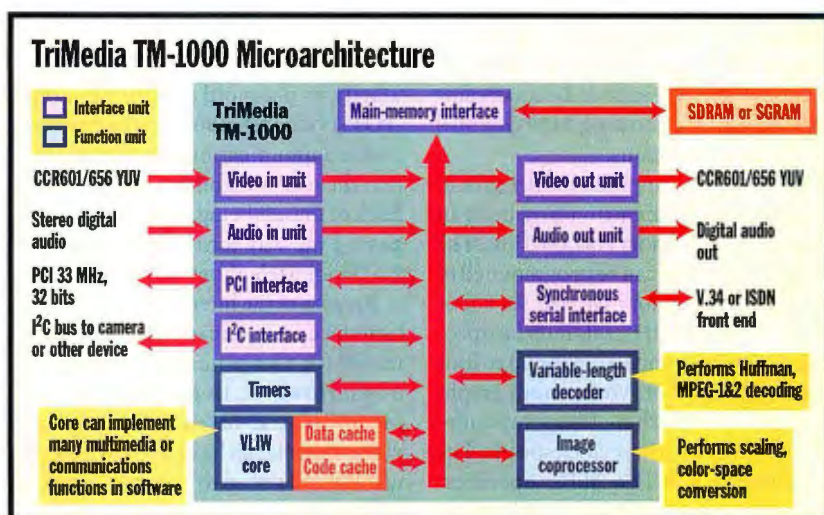 TriMedia TM-1000 Microarchitecture
Interface unit
Function unit
TriMedia
TM-1000
Main-memory interface
SDRAM or SGRAM
CCR601/656 YUV
Video in unit
Video out unit
CCR601/656 YUV
Stereo digital
audio
Audio in unit
Audio out unit
Digital audio
out
PCI 33 MHz,
32 bits
PCI interface
Synchronous
serial interface
V.34 or ISDN
front end
I²C bus to camera
or other device
I²C interface
Timers
Variable-length
decoder
Performs Huffman,
MPEG-1&2 decoding
Core can implement
many multimedia or
communications
functions in software
VLIW
core
Data cache
Code cache
Image
coprocessor
Performs scaling,
color-space
conversion